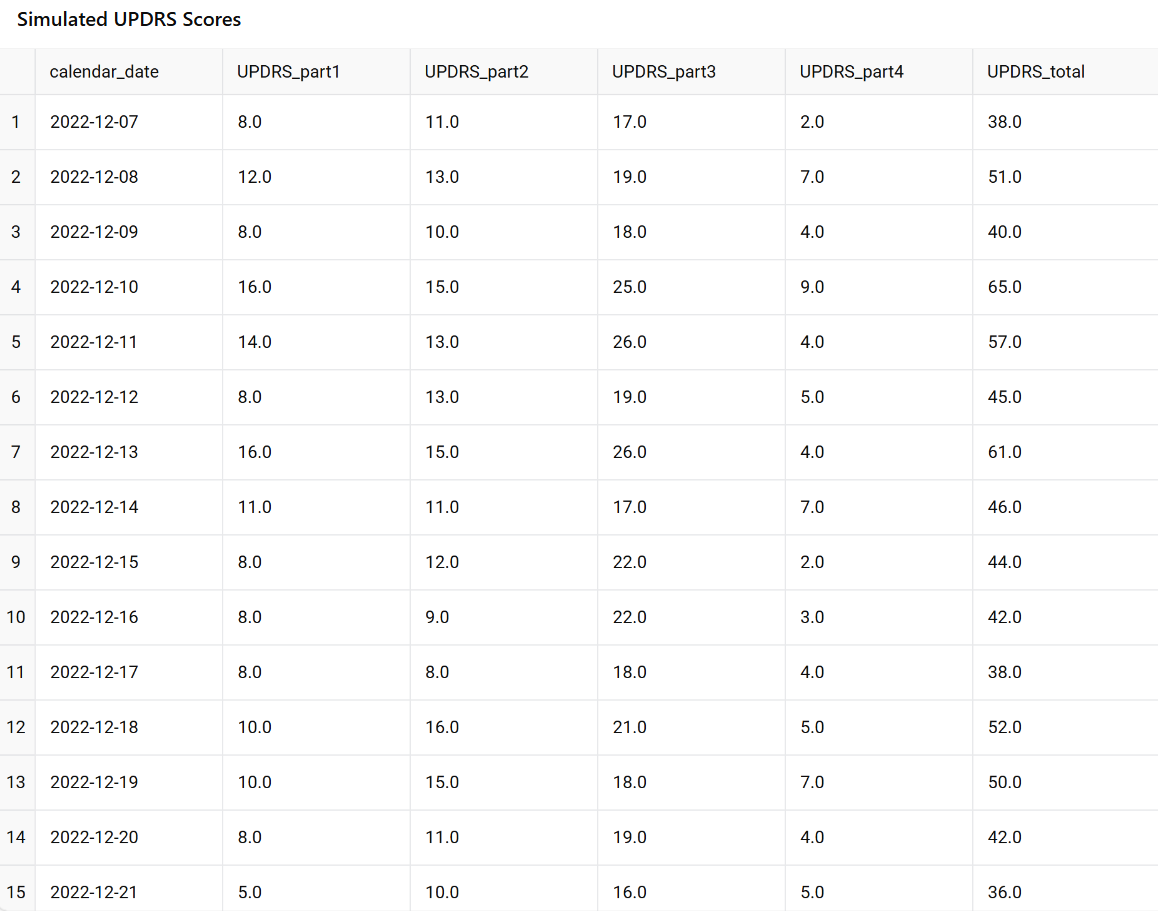 Simulated UPDRS Scores
calendar_date UPDRS_part1 UPDRS_part2 UPDRS_part3 UPDRS_part4 UPDRS_total
1 2022-12-07 8.0 11.0 17.0 2.0 38.0
2 2022-12-08 12.0 13.0 19.0 7.0 51.0
3 2022-12-09 8.0 10.0 18.0 4.0 40.0
4 2022-12-10 16.0 15.0 25.0 9.0 65.0
5 2022-12-11 14.0 13.0 26.0 4.0 57.0
6 2022-12-12 8.0 13.0 19.0 5.0 45.0
7 2022-12-13 16.0 15.0 26.0 4.0 61.0
8 2022-12-14 11.0 11.0 17.0 7.0 46.0
9 2022-12-15 8.0 12.0 22.0 2.0 44.0
10 2022-12-16 8.0 9.0 22.0 3.0 42.0
11 2022-12-17 8.0 8.0 18.0 4.0 38.0
12 2022-12-18 10.0 16.0 21.0 5.0 52.0
13 2022-12-19 10.0 15.0 18.0 7.0 50.0
14 2022-12-20 8.0 11.0 19.0 4.0 42.0
15 2022-12-21 5.0 10.0 16.0 5.0 36.0